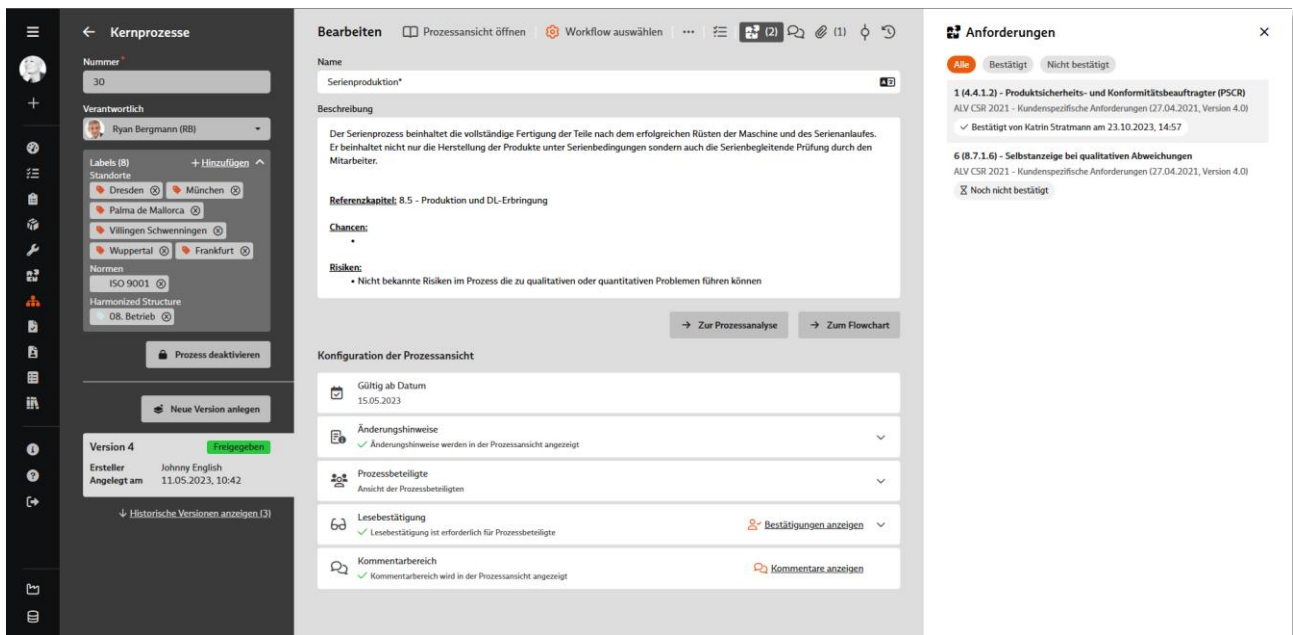 Kernprozesse
Nummer*
30
Verantwortlich
Ryan Bergmann (RB)
Labels (8)
Hinzufügen
Standorte
Dresden München
Palma de Mallorca
Villingen Schwenningen
Wuppertal Frankfurt
Normen
ISO 9001
Harmonized Structure
08. Betrieb
Prozess deaktivieren
Neue Version anlegen
Version 4 Freigegeben
Ersteller Johnny English
Angelegt am 11.05.2023, 10:42
Historische Versionen anzeigen (3)
Bearbeiten Prozessansicht öffnen Workflow auswählen ... (2) (1)
Name
Serienproduktion*
Beschreibung
Der Serienprozess beinhaltet die vollständige Fertigung der Teile nach dem erfolgreichen Rüsten der Maschine und des Serienanlaufes.
Er beinhaltet nicht nur die Herstellung der Produkte unter Serienbedingungen sondern auch die Serienbegleitende Prüfung durch den
Mitarbeiter.
Referenzkapitel: 8.5 - Produktion und DL-Erbringung
Chancen:
•
Risiken:
• Nicht bekannte Risiken im Prozess die zu qualitativen oder quantitativen Problemen führen können
Zur Prozessanalyse Zum Flowchart
Konfiguration der Prozessansicht
Gültig ab Datum
15.05.2023
Änderungshinweise
Änderungshinweise werden in der Prozessansicht angezeigt
Prozessbeteiligte
Ansicht der Prozessbeteiligten
Lesebestätigung
Lesebestätigung ist erforderlich für Prozessbeteiligte
Bestätigungen anzeigen
Kommentarbereich
Kommentarbereich wird in der Prozessansicht angezeigt
Kommentare anzeigen
Anforderungen
Alle Bestätigt Nicht bestätigt
1 (4.4.1.2) - Produktsicherheits- und Konformitätsbeauftragter (PSCR)
ALV CSR 2021 - Kundenspezifische Anforderungen (27.04.2021, Version 4.0)
Bestätigt von Katrin Stratmann am 23.10.2023, 14:57
6 (8.7.1.6) - Selbstanzeige bei qualitativen Abweichungen
ALV CSR 2021 - Kundenspezifische Anforderungen (27.04.2021, Version 4.0)
Noch nicht bestätigt